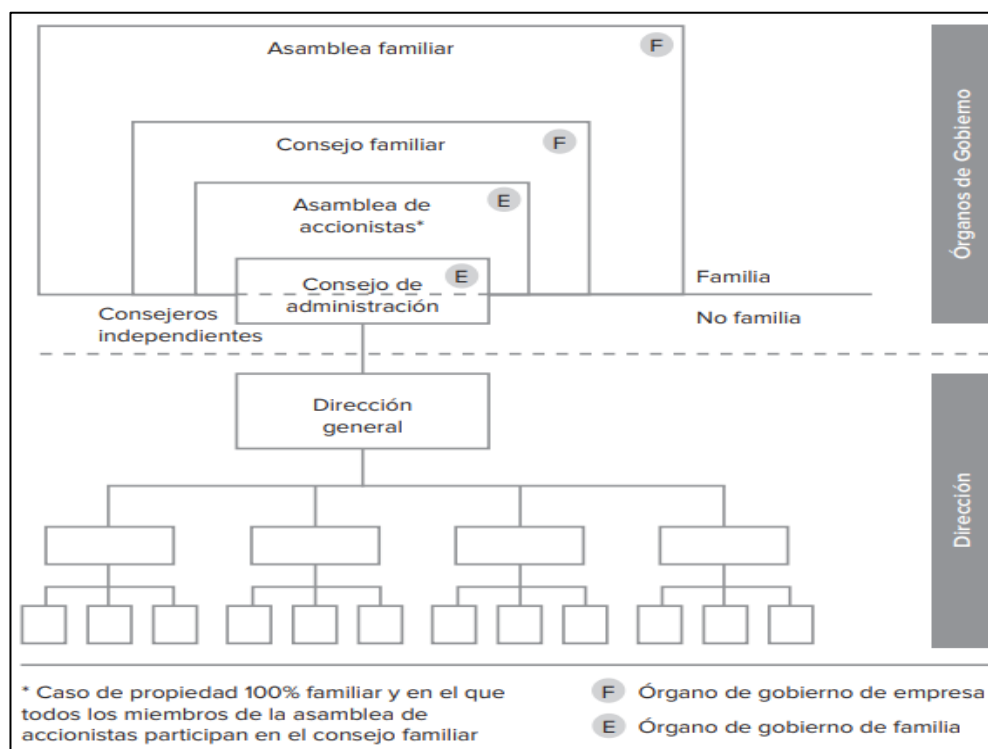 Asamblea familiar
F
Consejo familiar
F
Asamblea de
accionistas*
E
Consejo de
administración
E
Familia
No familia
Consejeros
independientes
Órganos de Gobierno
Dirección
general
Dirección
* Caso de propiedad 100% familiar y en el que
todos los miembros de la asamblea de
accionistas participan en el consejo familiar
F Órgano de gobierno de empresa
E Órgano de gobierno de familia